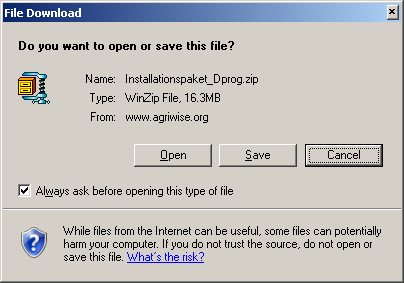 File Download
Do you want to open or save this file?
Name: Installationspaket_Dprog.zip
Type: WinZip File, 16.3MB
From: www.agriwise.org
Open Save Cancel
Always ask before opening this type of file
While files from the Internet can be useful, some files can potentially
harm your computer. If you do not trust the source, do not open or
save this file. What's the risk?